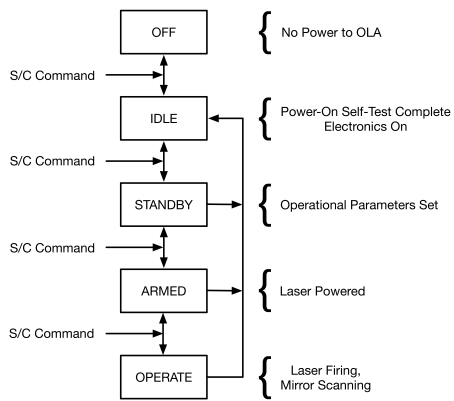 OFF
No Power to OLA
S/C Command
IDLE
Power-On Self-Test Complete
Electronics On
S/C Command
STANDBY
Operational Parameters Set
S/C Command
ARMED
Laser Powered
S/C Command
OPERATE
Laser Firing,
Mirror Scanning